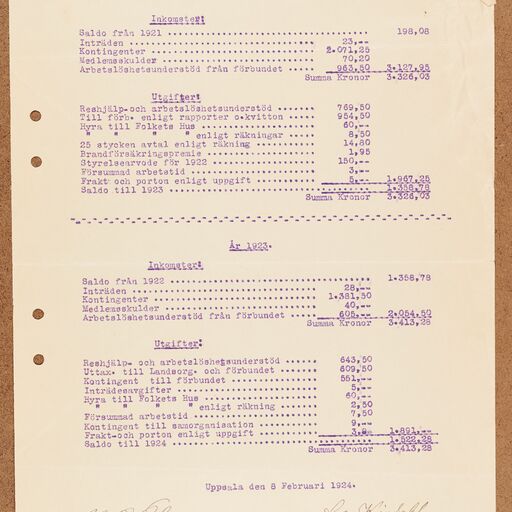 Inkomster:
Saldo från 1921 198,08
Inträden 23,--
Kontingenter 2.071,25
Medlemsskulder 70,20
Arbetslöshetsunderstöd från förbundet 963,50 3.127,95
Summa Kronor 3.326,03
Utgifter:
Reshjälp- och arbetslöshetsunderstöd 769,50
Till förb. enligt rapporter o.kvitton 954,50
Hyra till Folkets Hus 60,--
" " " " enligt räkningar 8,50
25 stycken avtal enligt räkning 14,80
Brandförsäkringspremie 1,95
Styrelsearvode för 1922 150,--
Försummad arbetstid 3,--
Frakt och porton enligt uppgift 5,-- 1.967,25
Saldo till 1923 1.358,78
Summa Kronor 3.326,03
År 1923.
Inkomster:
Saldo från 1922 1.358,78
Inträden 28,--
Kontingenter 1.381,50
Medlemsskulder 40,--
Arbetslöshetsunderstöd från förbundet 605,-- 2.054,50
Summa Kronor 3.413,28
Utgifter:
Reshjälp- och arbetslöshetsunderstöd 643,50
Uttax. till Landsorg. och förbundet 609,50
Kontingent till förbundet 551,--
Inträdesavgifter 5,--
Hyra till Folkets Hus 60,--
" " " " enligt räkning 2,50
Försummad arbetstid 7,50
Kontingent till samorganisation 9,--
Frakt-och porton enligt uppgift 3,-- 1.891,--
Saldo till 1924 1.522,28
Summa Kronor 3.413,28
Uppsala den 8 Februari 1924.